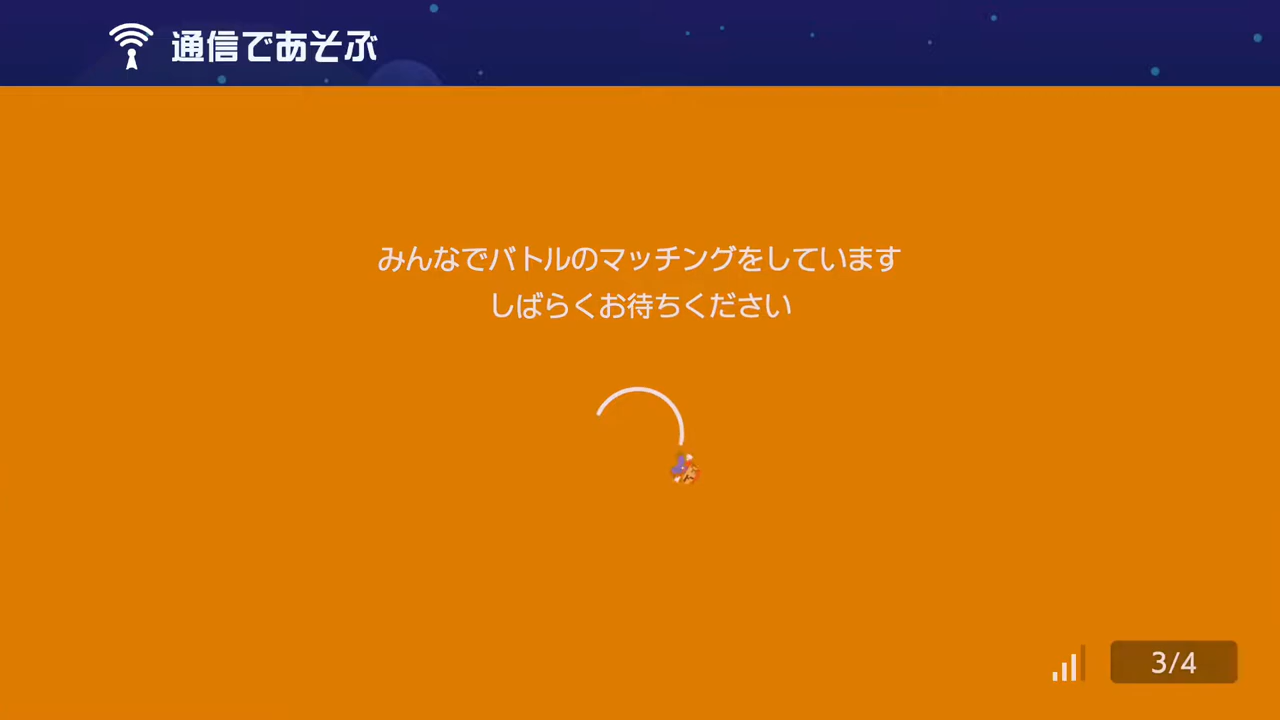 通信であそぶ
みんなでバトルのマッチングをしています
しばらくお待ちください
3/4